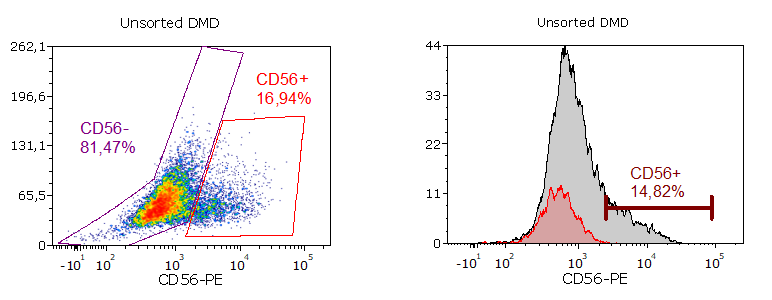 Unsorted DMD
262,1
196,6
131,1
65,5
0
CD56-
81,47%
CD56+
16,94%
-10¹ 10² 10³ 10⁴ 10⁵
CD56-PE
Unsorted DMD
44
33
22
11
0
CD56+
14,82%
-10¹ 10² 10³ 10⁴ 10⁵
CD56-PE